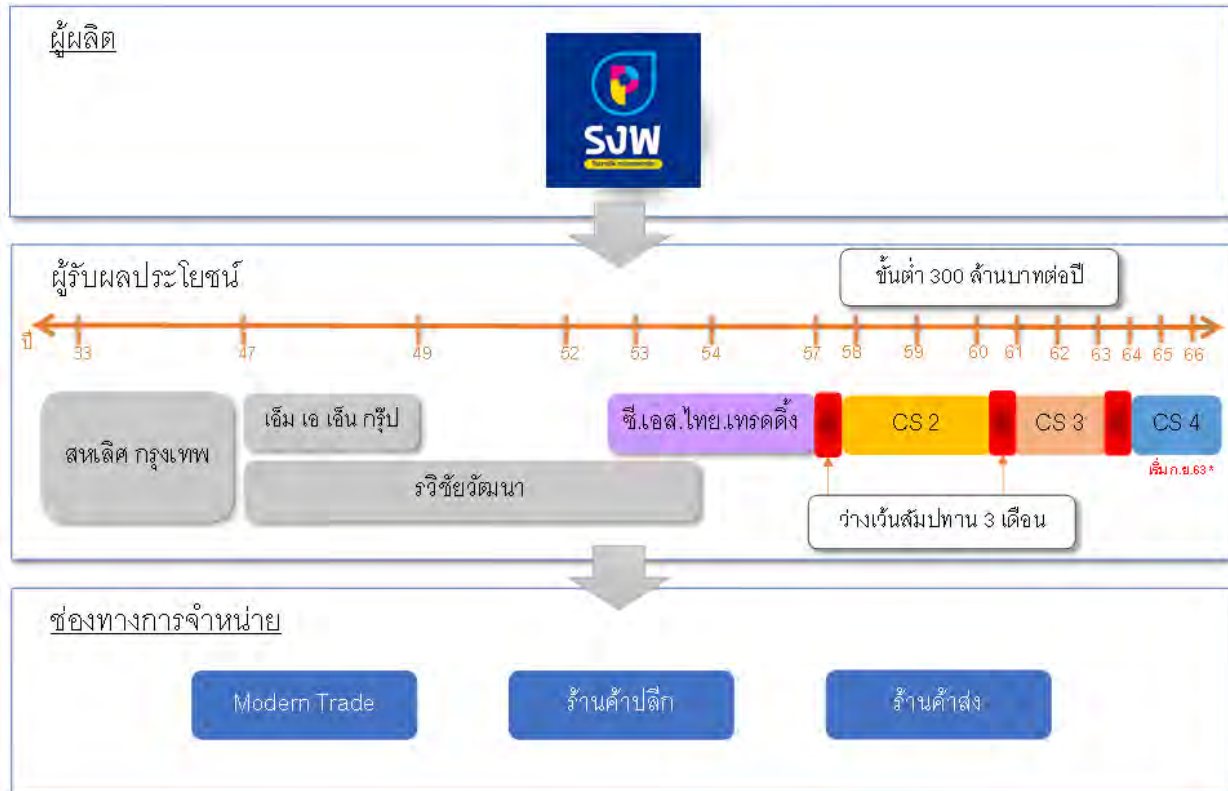 ผู้ผลิต
รงพ
ผู้รับผลประโยชน์
ขั้นต่ำ 300 ล้านบาทต่อปี
ปี 33 47 49 52 53 54 57 58 59 60 61 62 63 64 65 66
สหเลิศ กรุงเทพ
เอ็ม เอ เอ็น กรุ๊ป
รวิชัยวัฒนา
ซี.เอส.ไทย.เทรดดิ้ง
CS 2
CS 3
CS 4
เริ่ม ก.ย.63*
ว่างเว้นสัมปทาน 3 เดือน
ช่องทางการจำหน่าย
Modern Trade
ร้านค้าปลีก
ร้านค้าส่ง